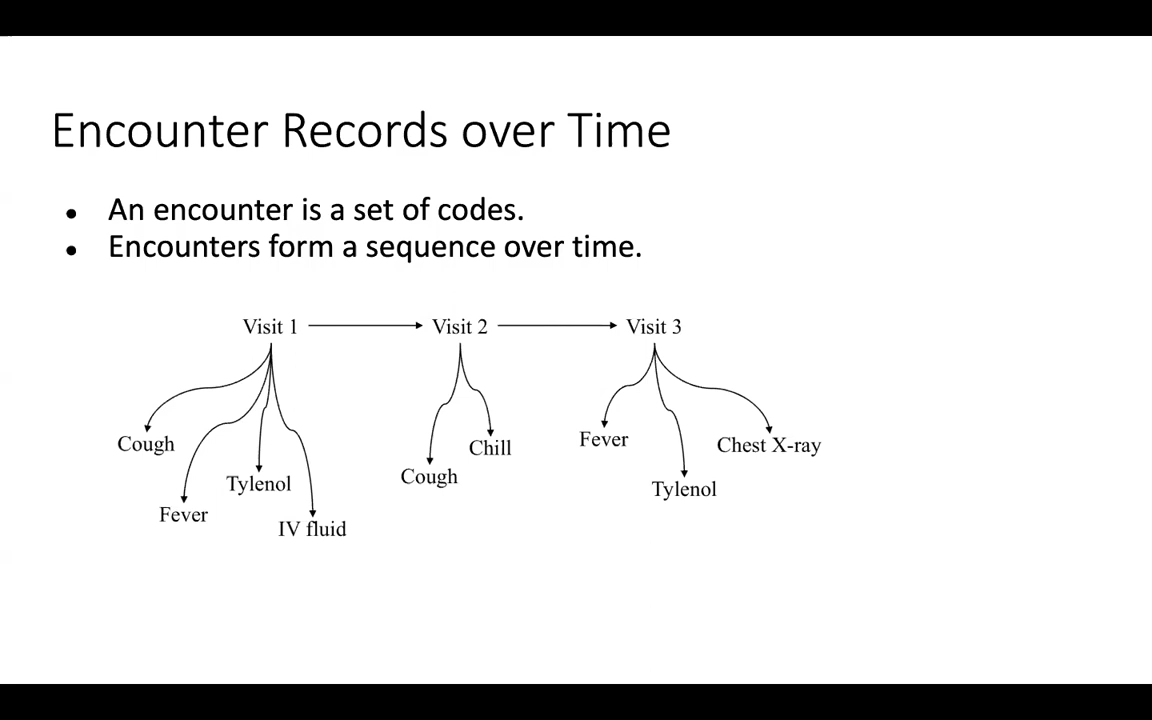 Encounter Records over Time
● An encounter is a set of codes.
● Encounters form a sequence over time.
Visit 1 Visit 2 Visit 3
Cough
Fever
Tylenol
IV fluid
Cough
Chill
Fever
Tylenol
Chest X-ray